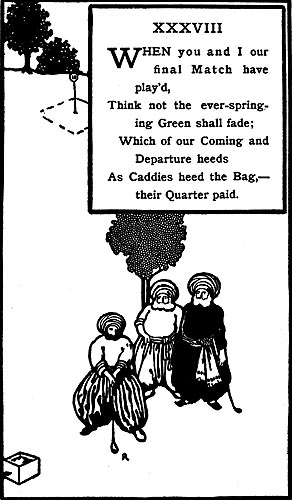 XXXVIII
WHEN you and I our
final Match have
play'd,
Think not the ever-spring-
ing Green shall fade;
Which of our Coming and
Departure heeds
As Caddies heed the Bag,—
their Quarter paid.
R